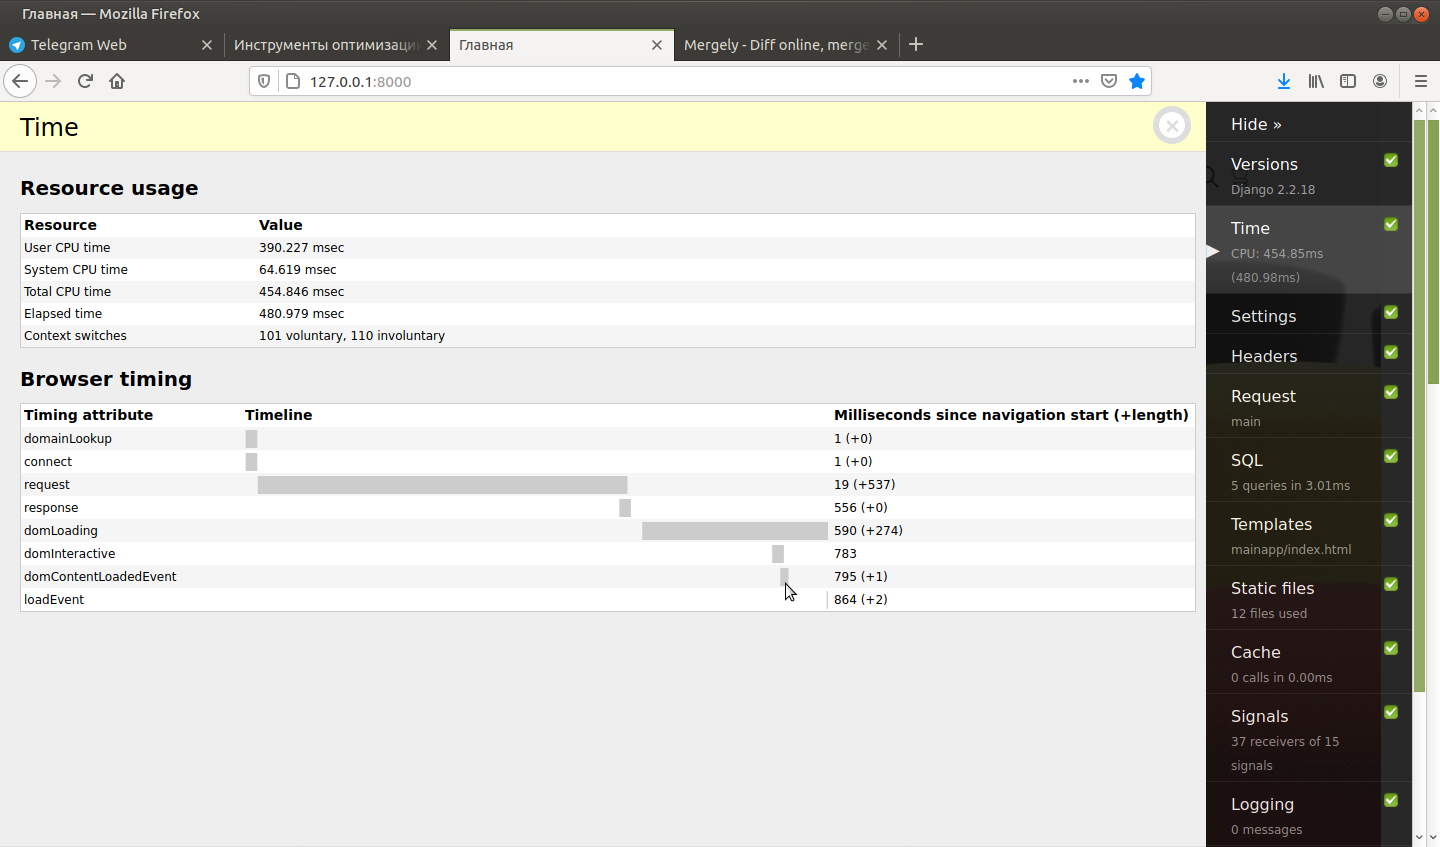 Главная — Mozilla Firefox
Telegram Web
Инструменты оптимизации
Главная
Mergely - Diff online, merge
127.0.0.1:8000
Time
Resource usage
Resource Value
User CPU time 390.227 msec
System CPU time 64.619 msec
Total CPU time 454.846 msec
Elapsed time 480.979 msec
Context switches 101 voluntary, 110 involuntary
Browser timing
Timing attribute Timeline Milliseconds since navigation start (+length)
domainLookup 1 (+0)
connect 1 (+0)
request 19 (+537)
response 556 (+0)
domLoading 590 (+274)
domInteractive 783
domContentLoadedEvent 795 (+1)
loadEvent 864 (+2)
Hide »
Versions
Django 2.2.18
Time
CPU: 454.85ms
(480.98ms)
Settings
Headers
Request
main
SQL
5 queries in 3.01ms
Templates
mainapp/index.html
Static files
12 files used
Cache
0 calls in 0.00ms
Signals
37 receivers of 15
signals
Logging
0 messages